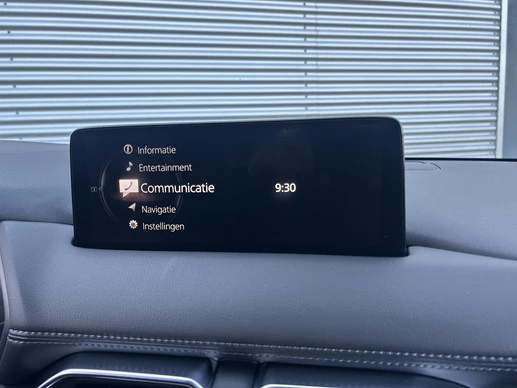 Informatie
Entertainment
Communicatie
9:30
Navigatie
Instellingen